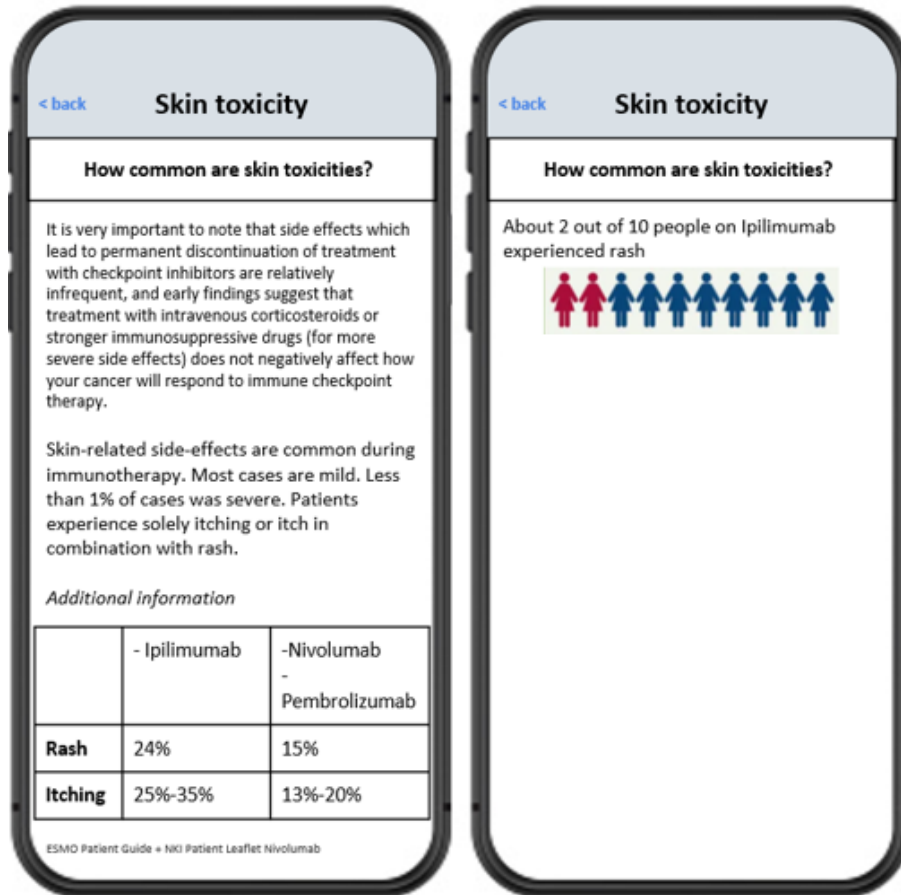 < back Skin toxicity
How common are skin toxicities?
It is very important to note that side effects which
lead to permanent discontinuation of treatment
with checkpoint inhibitors are relatively
infrequent, and early findings suggest that
treatment with intravenous corticosteroids or
stronger immunosuppressive drugs (for more
severe side effects) does not negatively affect how
your cancer will respond to immune checkpoint
therapy.
Skin-related side-effects are common during
immunotherapy. Most cases are mild. Less
than 1% of cases was severe. Patients
experience solely itching or itch in
combination with rash.
Additional information
- Ipilimumab -Nivolumab
-
Pembrolizumab
Rash 24% 15%
Itching 25%-35% 13%-20%
ESMO Patient Guide + NKI Patient Leaflet Nivolumab
< back Skin toxicity
How common are skin toxicities?
About 2 out of 10 people on Ipilimumab
experienced rash